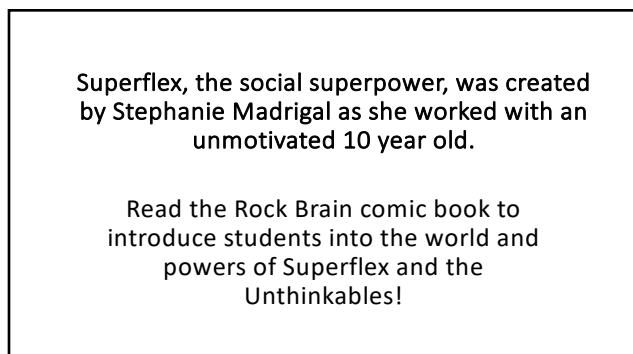 Superflex, the social superpower, was created
by Stephanie Madrigal as she worked with an
unmotivated 10 year old.
Read the Rock Brain comic book to
introduce students into the world and
powers of Superflex and the
Unthinkables!